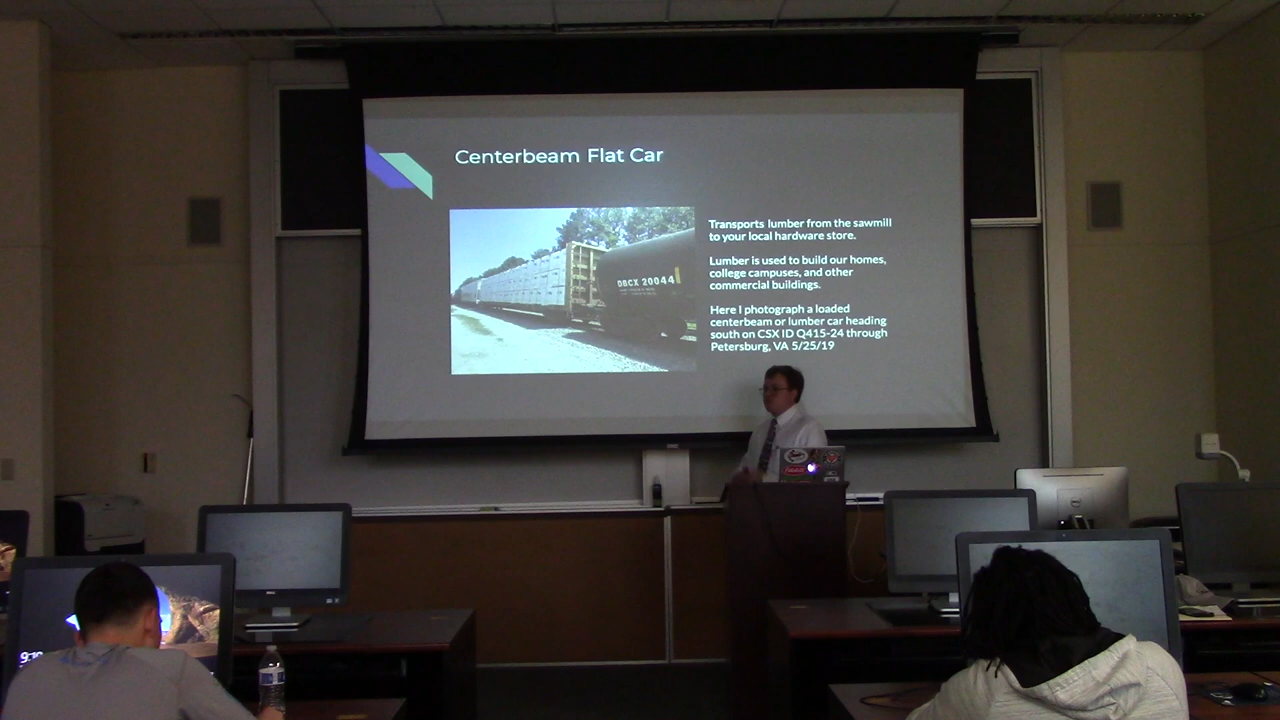 Centerbeam Flat Car
Transports lumber from the sawmill
to your local hardware store.
Lumber is used to build our homes,
college campuses, and other
commercial buildings.
Here I photograph a loaded
centerbeam or lumber car heading
south on CSX ID Q415-24 through
Petersburg, VA 5/25/19
DBCX 20044
DELL